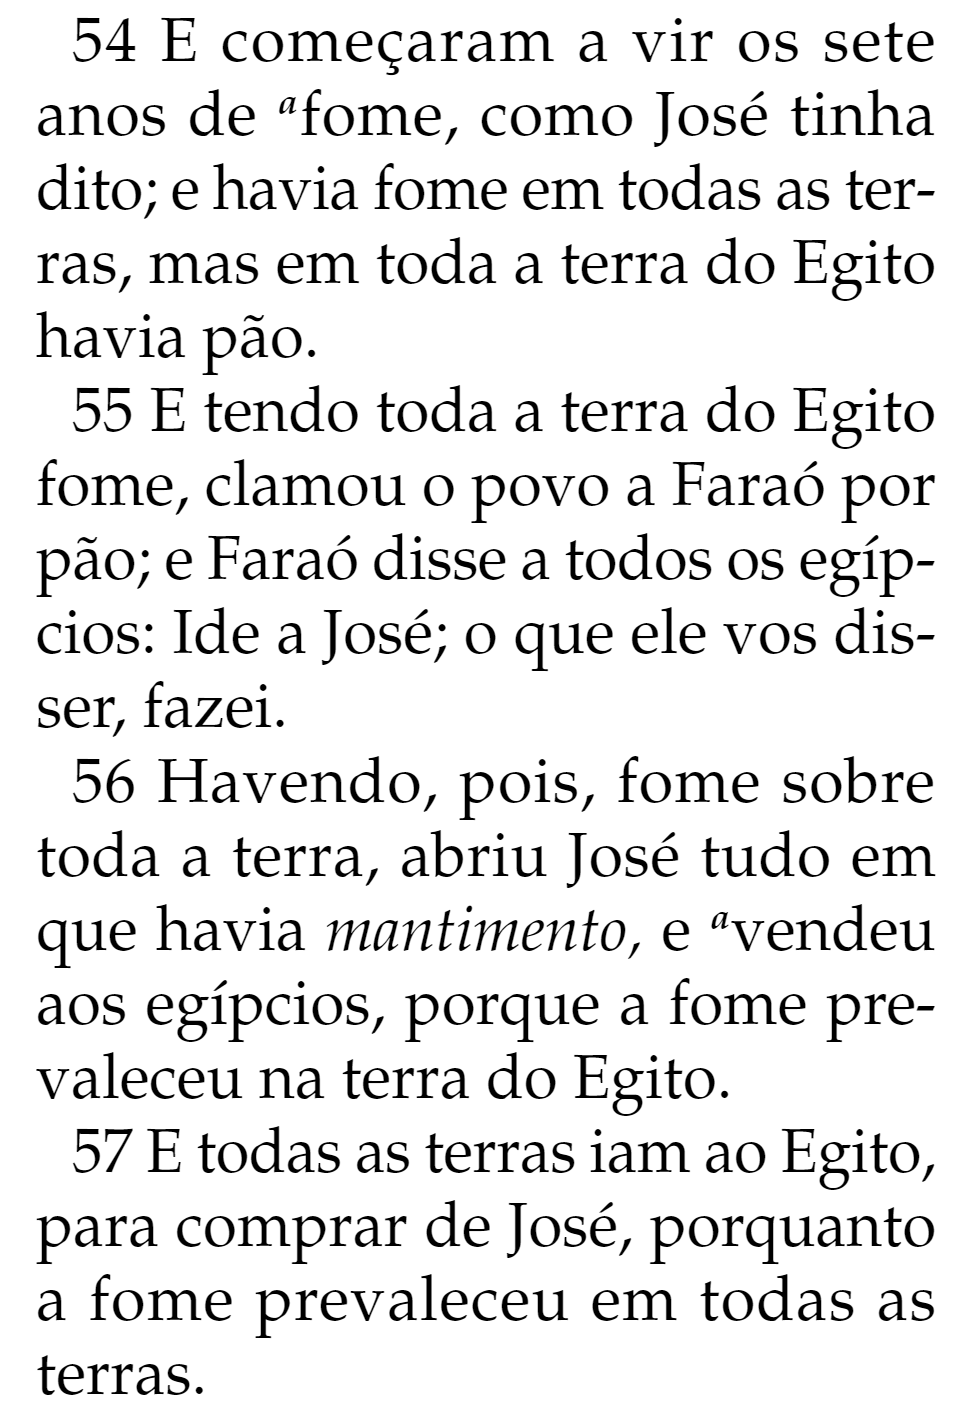 54 E começaram a vir os sete
anos de ᵃfome, como José tinha
dito; e havia fome em todas as ter-
ras, mas em toda a terra do Egito
havia pão.
55 E tendo toda a terra do Egito
fome, clamou o povo a Faraó por
pão; e Faraó disse a todos os egíp-
cios: Ide a José; o que ele vos dis-
ser, fazei.
56 Havendo, pois, fome sobre
toda a terra, abriu José tudo em
que havia mantimento, e ᵃvendeu
aos egípcios, porque a fome pre-
valeceu na terra do Egito.
57 E todas as terras iam ao Egito,
para comprar de José, porquanto
a fome prevaleceu em todas as
terras.